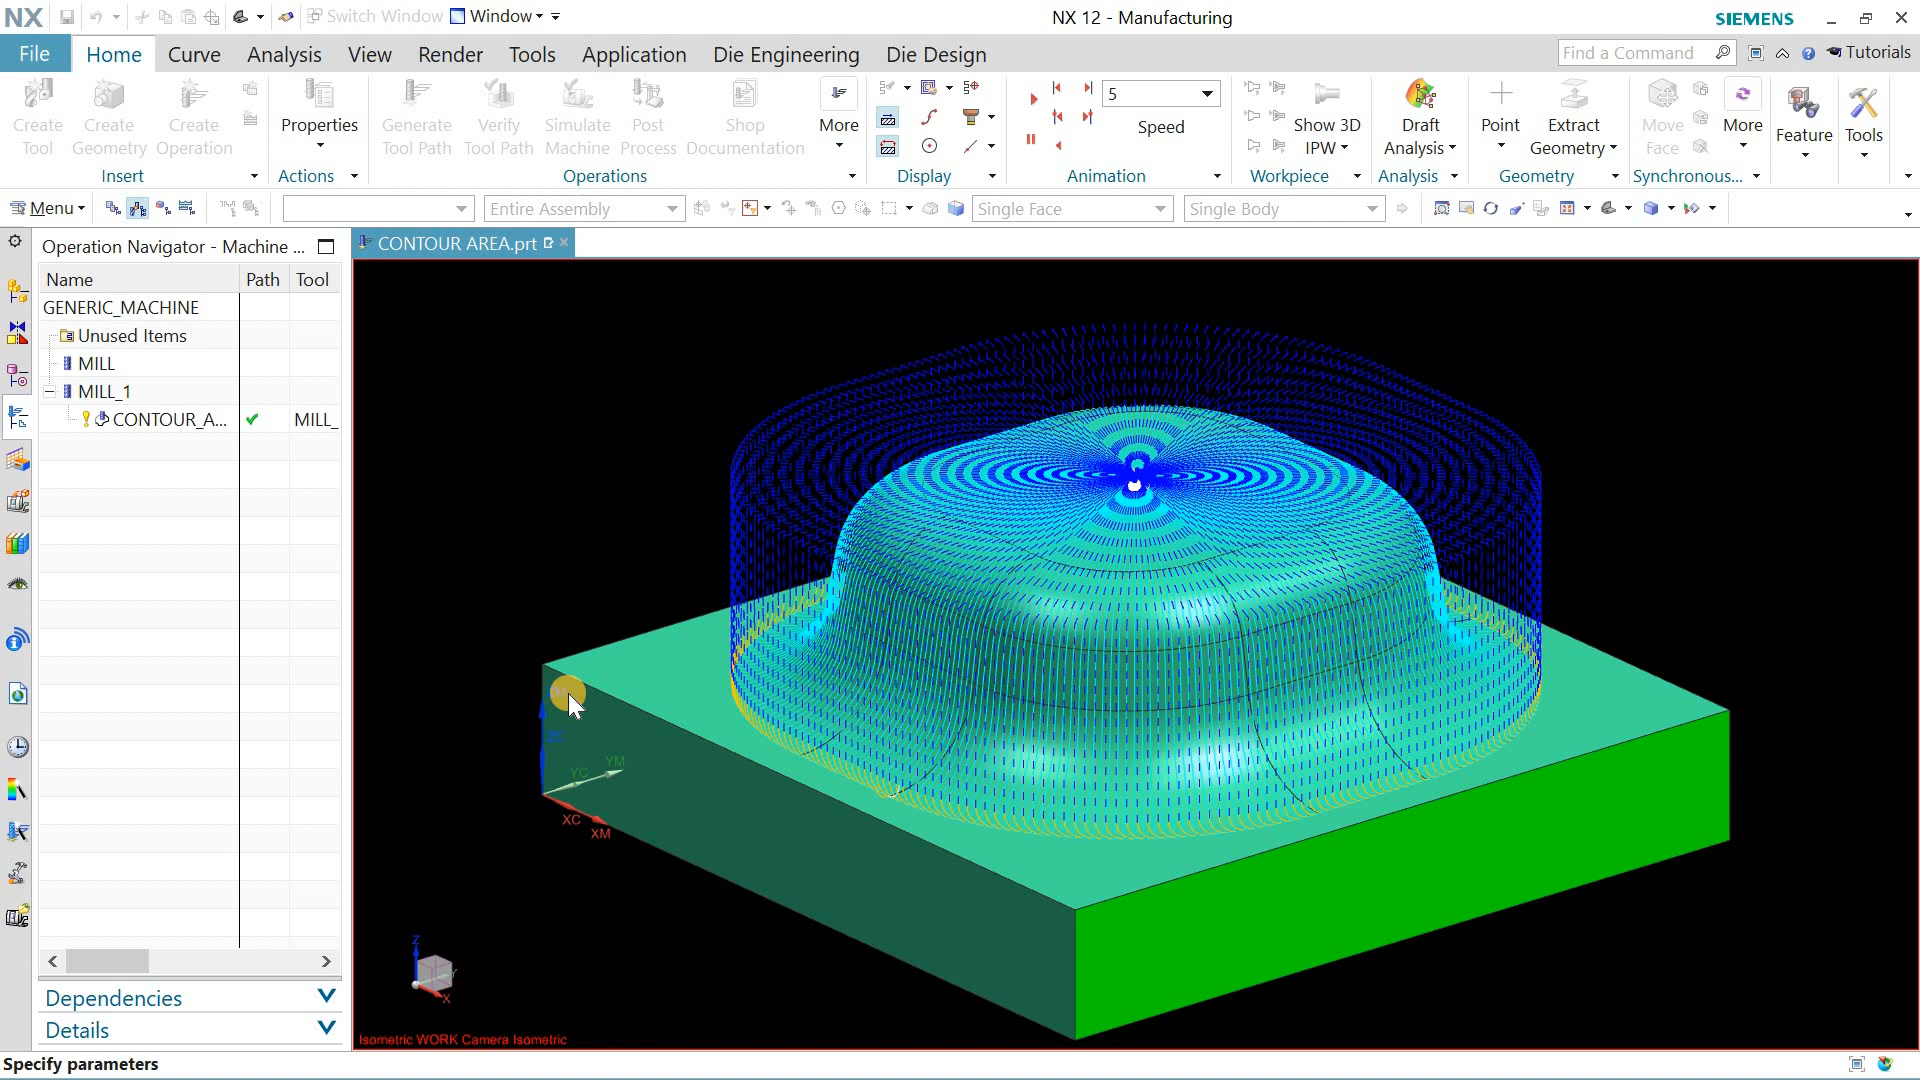 NX Switch Window Window NX 12 - Manufacturing SIEMENS
File Home Curve Analysis View Render Tools Application Die Engineering Die Design Find a Command Tutorials
Create Tool
Create Geometry
Create Operation
Insert
Properties
Actions
Generate Tool Path
Verify Tool Path
Simulate Machine
Post Process
Shop Documentation
More
Operations
Display
5
Speed
Animation
Show 3D IPW
Workpiece
Draft Analysis
Analysis
Point
Extract Geometry
Geometry
Move Face
More
Synchronous...
Feature
Tools
Menu Entire Assembly Single Face Single Body
Operation Navigator - Machine ...
CONTOUR AREA.prt
Name Path Tool
GENERIC_MACHINE
Unused Items
MILL
MILL_1
CONTOUR_A... MILL_
ZC
YC YM
XC
XM
Z
Y
X
Dependencies
Details
Isometric WORK Camera Isometric
Specify parameters